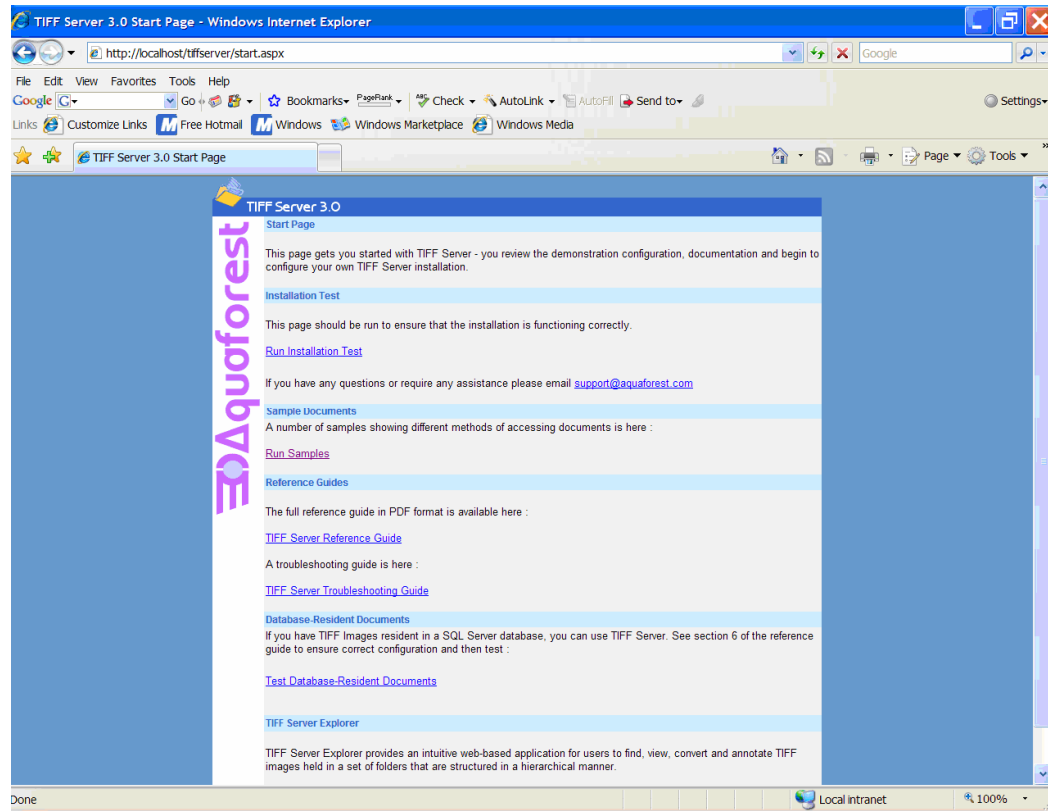 TIFF Server 3.0 Start Page - Windows Internet Explorer
http://localhost/tiffserver/start.aspx
Google
File Edit View Favorites Tools Help
Google G Go Bookmarks PageRank ABC Check AutoLink AutoFill Send to Settings
Links Customize Links Free Hotmail Windows Windows Marketplace Windows Media
TIFF Server 3.0 Start Page
Page Tools »
TIFF Server 3.0
Aquaforest
Start Page
This page gets you started with TIFF Server - you review the demonstration configuration, documentation and begin to
configure your own TIFF Server installation.
Installation Test
This page should be run to ensure that the installation is functioning correctly.
Run Installation Test
If you have any questions or require any assistance please email support@aquaforest.com
Sample Documents
A number of samples showing different methods of accessing documents is here :
Run Samples
Reference Guides
The full reference guide in PDF format is available here :
TIFF Server Reference Guide
A troubleshooting guide is here :
TIFF Server Troubleshooting Guide
Database-Resident Documents
If you have TIFF Images resident in a SQL Server database, you can use TIFF Server. See section 6 of the reference
guide to ensure correct configuration and then test :
Test Database-Resident Documents
TIFF Server Explorer
TIFF Server Explorer provides an intuitive web-based application for users to find, view, convert and annotate TIFF
images held in a set of folders that are structured in a hierarchical manner.
Done Local intranet 100%